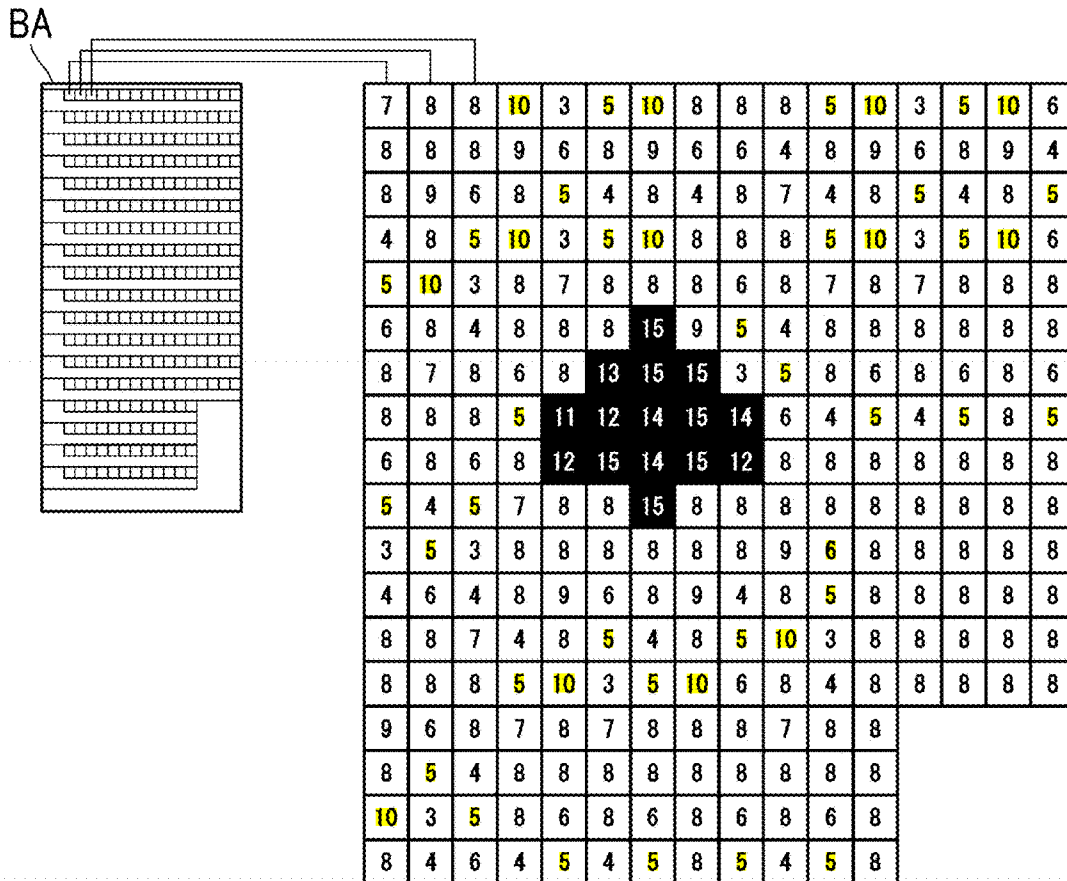 BA
7 8 8 10 3 5 10 8 8 8 5 10 3 5 10 6
8 8 8 9 6 8 9 6 6 4 8 9 6 8 9 4
8 9 6 8 5 4 8 4 8 7 4 8 5 4 8 5
4 8 5 10 3 5 10 8 8 8 5 10 3 5 10 6
5 10 3 8 7 8 8 8 6 8 7 8 7 8 8 8
6 8 4 8 8 8 15 9 5 4 8 8 8 8 8 8
8 7 8 6 8 13 15 15 3 5 8 6 8 6 8 6
8 8 8 5 11 12 14 15 14 6 4 5 4 5 8 5
6 8 6 8 12 15 14 15 12 8 8 8 8 8 8 8
5 4 5 7 8 8 15 8 8 8 8 8 8 8 8 8
3 5 3 8 8 8 8 8 8 9 6 8 8 8 8 8
4 6 4 8 9 6 8 9 4 8 5 8 8 8 8 8
8 8 7 4 8 5 4 8 5 10 3 8 8 8 8 8
8 8 8 5 10 3 5 10 6 8 4 8 8 8 8 8
9 6 8 7 8 7 8 8 8 7 8 8
8 5 4 8 8 8 8 8 8 8 8 8
10 3 5 8 6 8 6 8 6 8 6 8
8 4 6 4 5 4 5 8 5 4 5 8